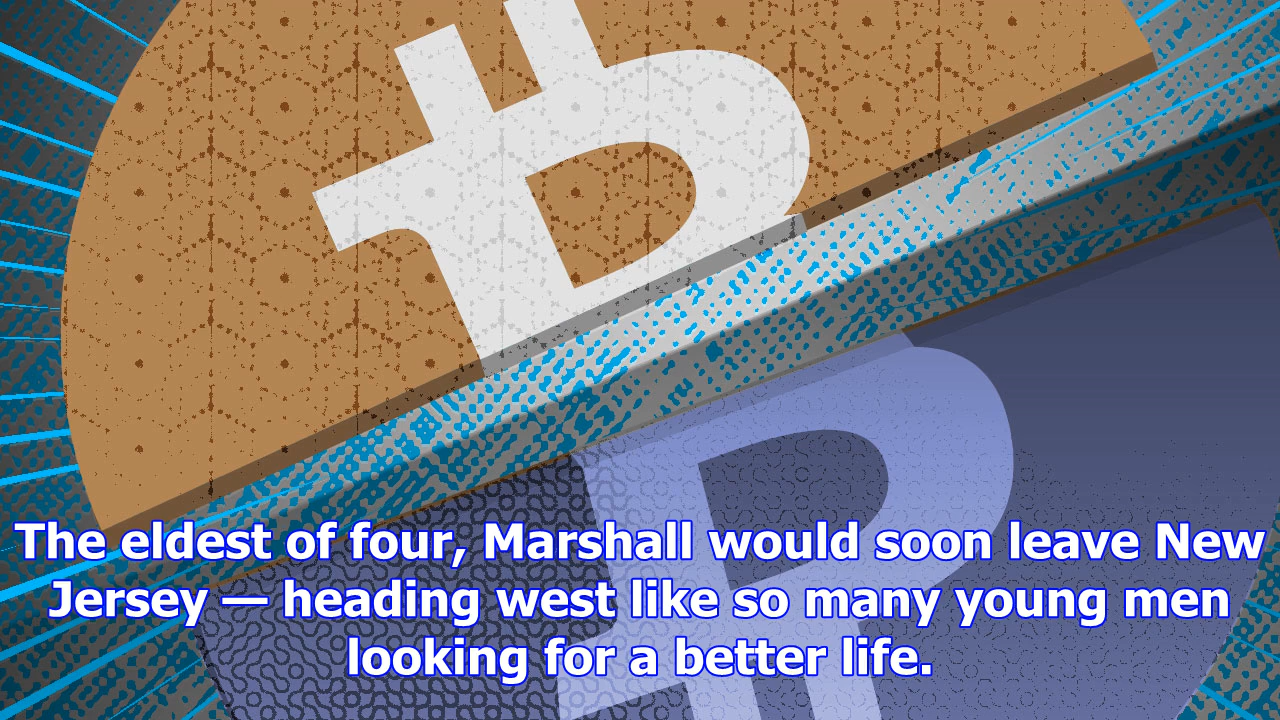 The eldest of four, Marshall would soon leave New
Jersey — heading west like so many young men
looking for a better life.